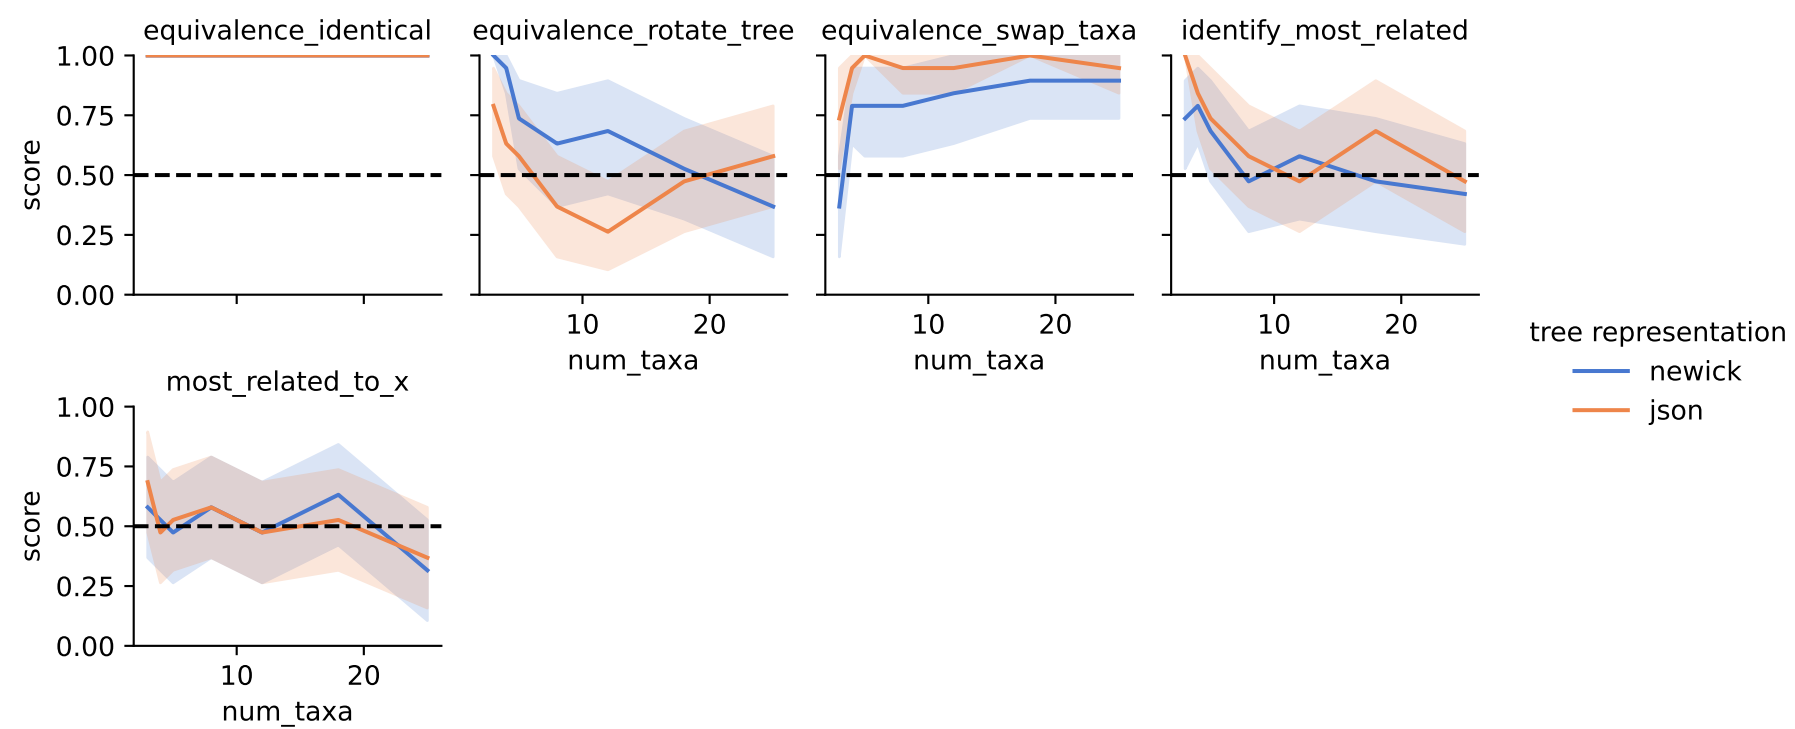 equivalence_identical
equivalence_rotate_tree
equivalence_swap_taxa
identify_most_related
score
1.00
0.75
0.50
0.25
0.00
10
20
num_taxa
10
20
num_taxa
10
20
num_taxa
most_related_to_x
score
1.00
0.75
0.50
0.25
0.00
10
20
num_taxa
tree representation
newick
json